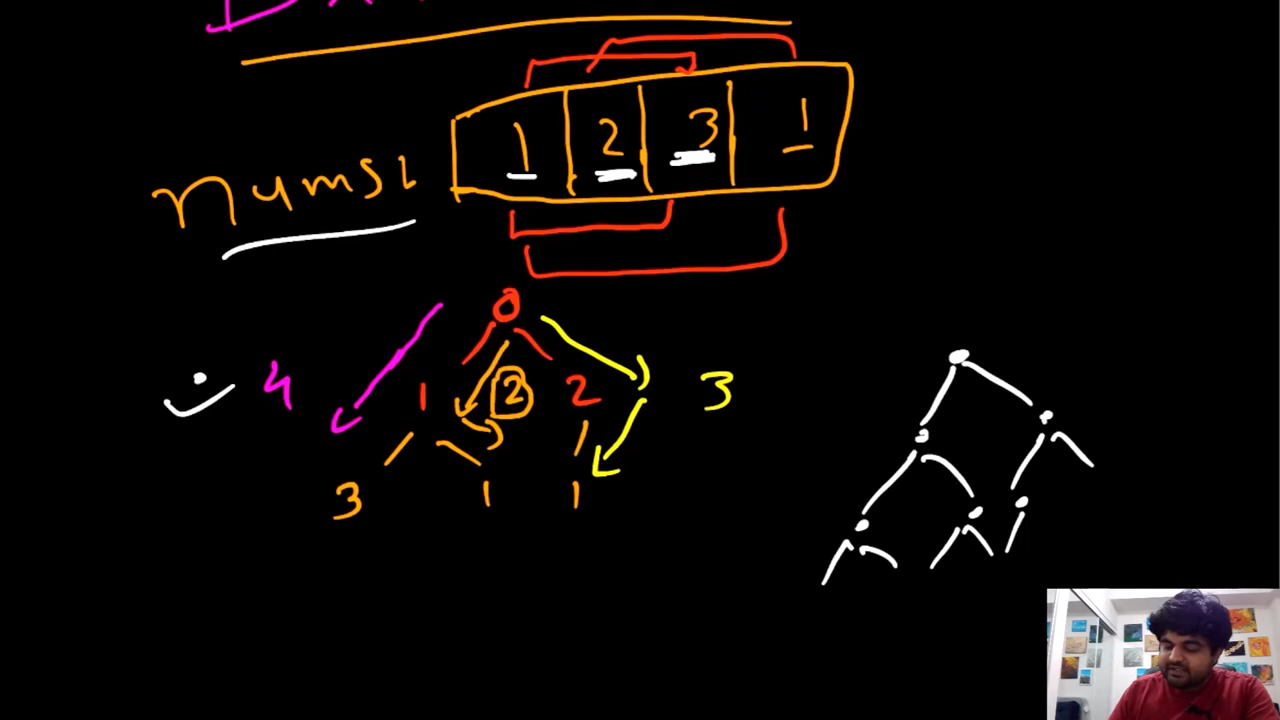 1 2 3 1
nums:
0
4 1 2 2 3
3 1 1